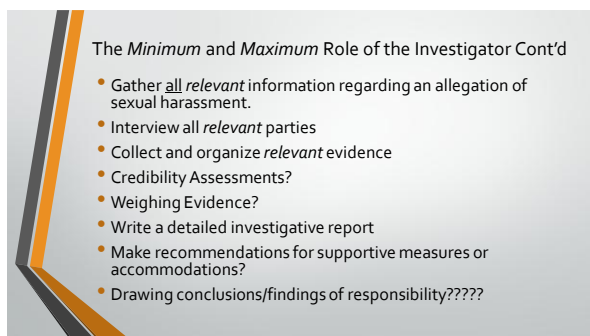 The Minimum and Maximum Role of the Investigator Cont'd
• Gather all relevant information regarding an allegation of
sexual harassment.
• Interview all relevant parties
• Collect and organize relevant evidence
• Credibility Assessments?
• Weighing Evidence?
• Write a detailed investigative report
• Make recommendations for supportive measures or
accommodations?
• Drawing conclusions/findings of responsibility?????